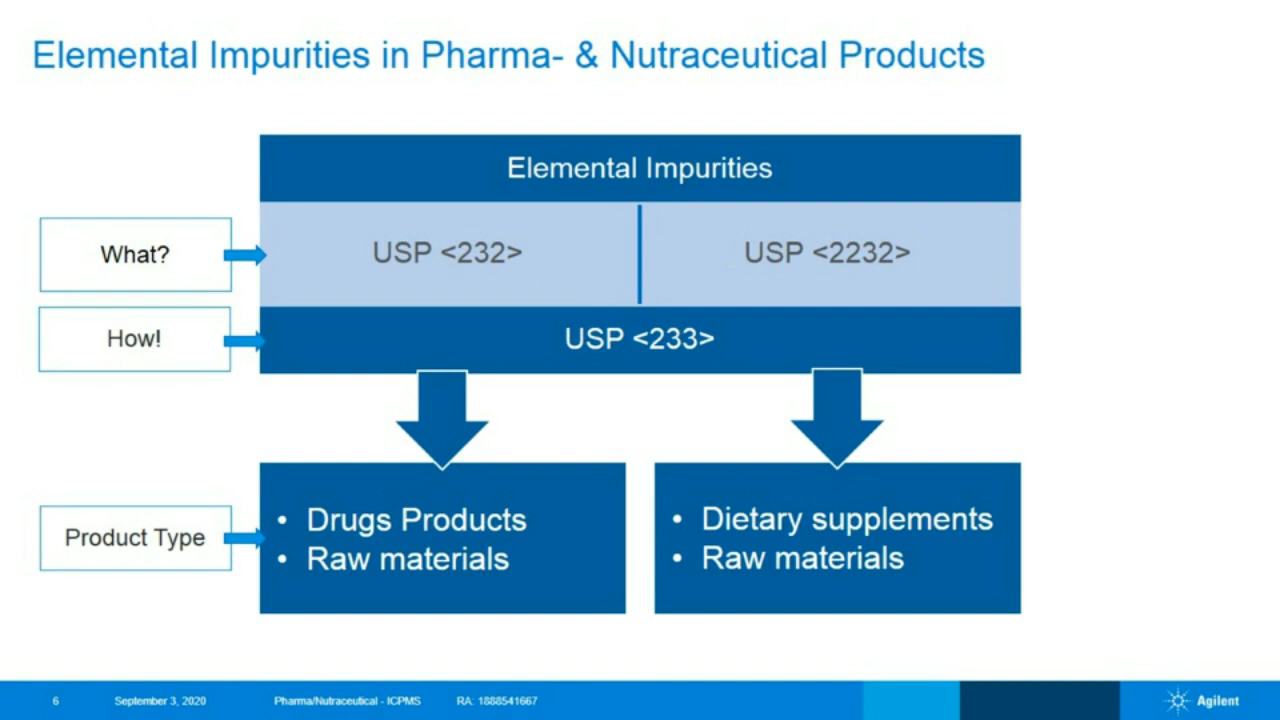 Elemental Impurities in Pharma- & Nutraceutical Products
Elemental Impurities
What?
USP <232>
USP <2232>
How!
USP <233>
Product Type
• Drugs Products
• Raw materials
• Dietary supplements
• Raw materials
6
September 3, 2020
Pharma/Nutraceutical - ICPMS
RA: 1888541667
Agilent